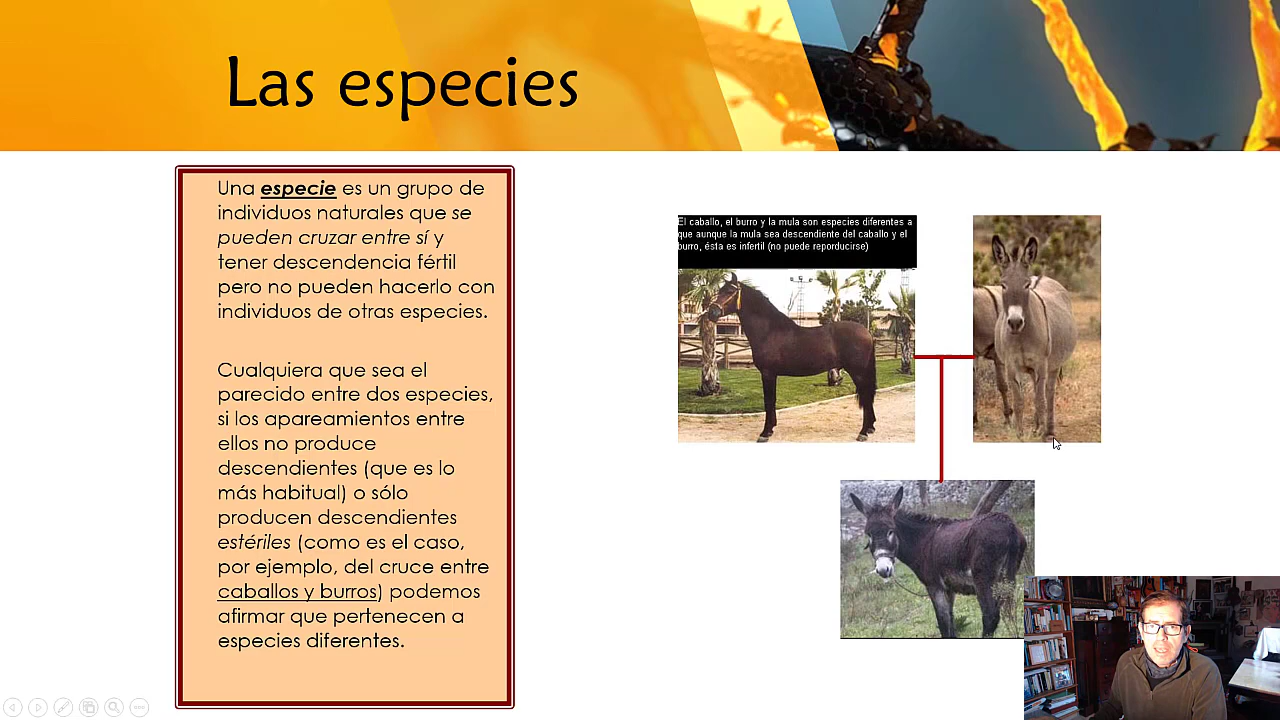 Las especies
Una especie es un grupo de
individuos naturales que se
pueden cruzar entre sí y
tener descendencia fértil
pero no pueden hacerlo con
individuos de otras especies.
Cualquiera que sea el
parecido entre dos especies,
si los apareamientos entre
ellos no produce
descendientes (que es lo
más habitual) o sólo
producen descendientes
estériles (como es el caso,
por ejemplo, del cruce entre
caballos y burros) podemos
afirmar que pertenecen a
especies diferentes.
El caballo, el burro y la mula son especies diferentes a
que aunque la mula sea descendiente del caballo y el
burro, ésta es infertil (no puede reporducirse)